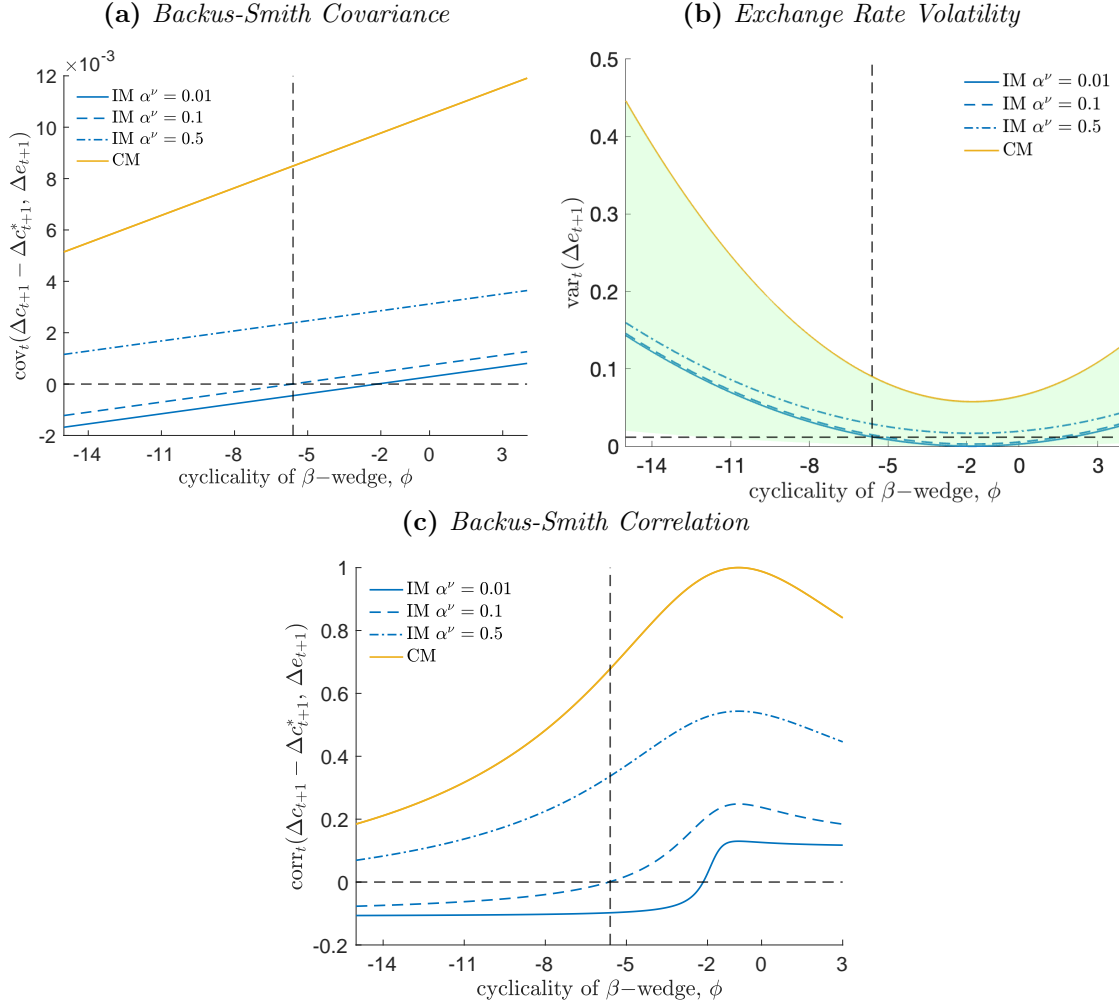 (a) Backus-Smith Covariance
×10⁻³
12
10
8
6
4
2
0
-2
-14 -11 -8 -5 -2 0 3
cov_t(Δc_{t+1} − Δc*_{t+1}, Δe_{t+1})
cyclicality of β−wedge, ϕ
IM α^ν = 0.01
IM α^ν = 0.1
IM α^ν = 0.5
CM
(b) Exchange Rate Volatility
0.5
0.4
0.3
0.2
0.1
0
-14 -11 -8 -5 -2 0 3
var_t(Δe_{t+1})
cyclicality of β−wedge, ϕ
IM α^ν = 0.01
IM α^ν = 0.1
IM α^ν = 0.5
CM
(c) Backus-Smith Correlation
1
0.8
0.6
0.4
0.2
0
-0.2
-14 -11 -8 -5 -2 0 3
corr_t(Δc_{t+1} − Δc*_{t+1}, Δe_{t+1})
cyclicality of β−wedge, ϕ
IM α^ν = 0.01
IM α^ν = 0.1
IM α^ν = 0.5
CM